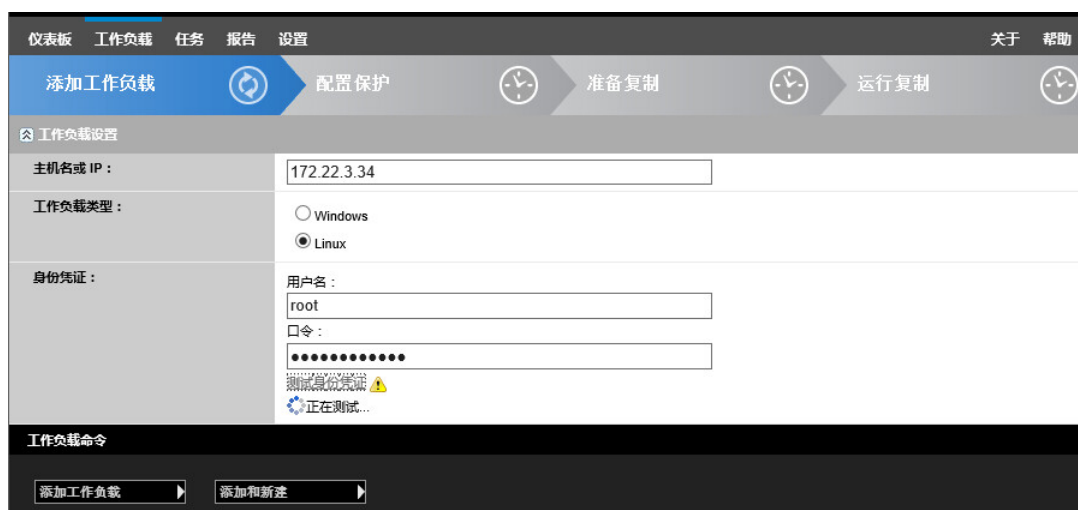 仪表板 工作负载 任务 报告 设置 关于 帮助
添加工作负载 配置保护 准备复制 运行复制
工作负载设置
主机名或 IP： 172.22.3.34
工作负载类型： Windows
Linux
身份凭证： 用户名：
root
口令：
●●●●●●●●●●●●
测试身份凭证
正在测试...
工作负载命令
添加工作负载 添加和新建